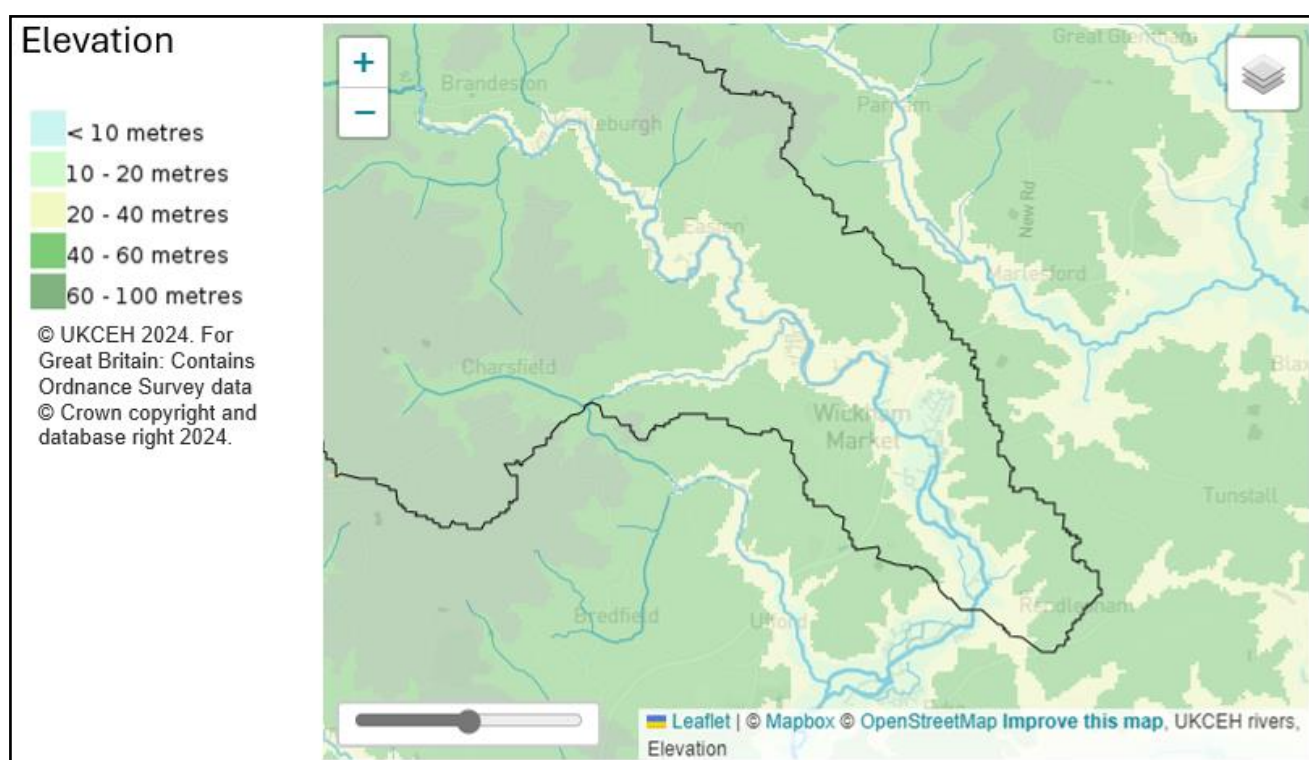 Elevation
< 10 metres
10 - 20 metres
20 - 40 metres
40 - 60 metres
60 - 100 metres
© UKCEH 2024. For
Great Britain: Contains
Ordnance Survey data
© Crown copyright and
database right 2024.
+
−
Great Glemham
Brandeston
Parham
New Rd
Easton
Marlesford
Charsfield
Wickham
Market
Tunstall
Rendlesham
Bredfield
Ufford
Leaflet | © Mapbox © OpenStreetMap Improve this map, UKCEH rivers,
Elevation